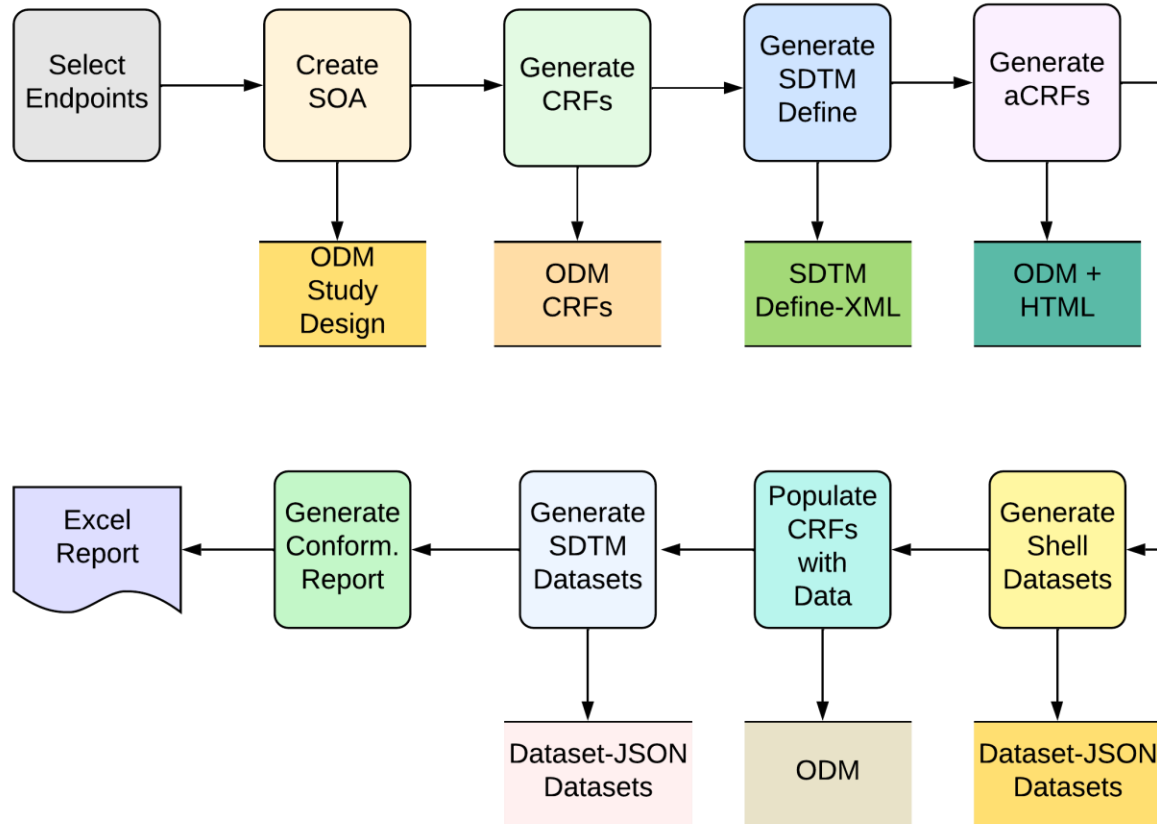 Select
Endpoints
Create
SOA
Generate
CRFs
Generate
SDTM
Define
Generate
aCRFs
ODM
Study
Design
ODM
CRFs
SDTM
Define-XML
ODM +
HTML
Excel
Report
Generate
Conform.
Report
Generate
SDTM
Datasets
Populate
CRFs
with
Data
Generate
Shell
Datasets
Dataset-JSON
Datasets
ODM
Dataset-JSON
Datasets